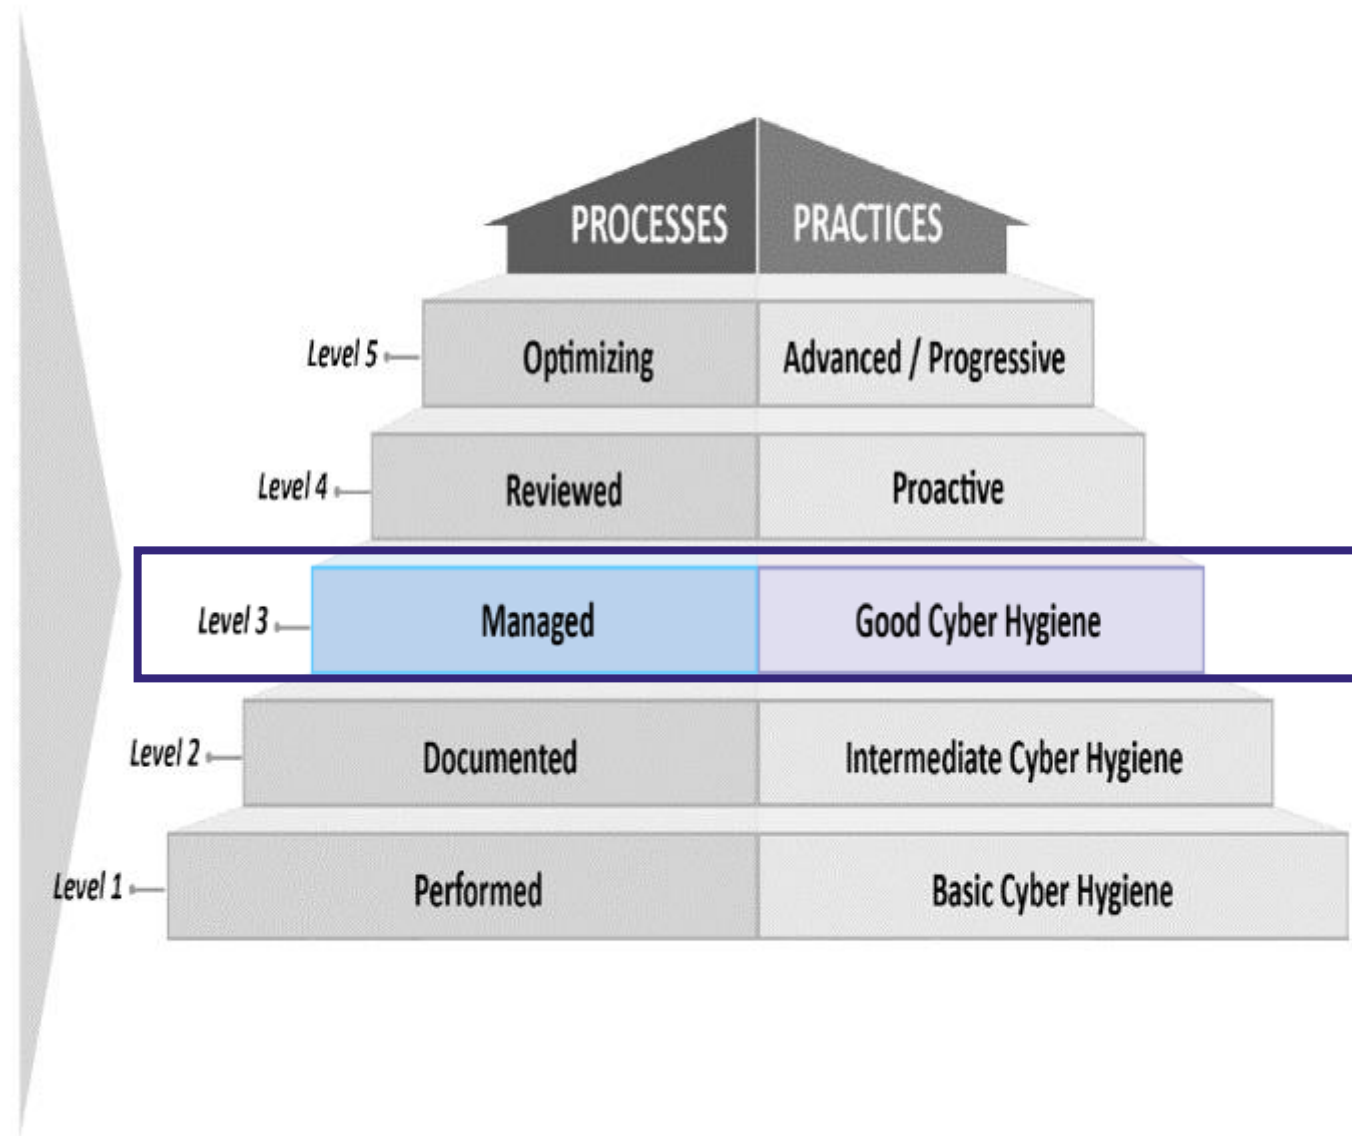 PROCESSES PRACTICES
Level 5 Optimizing Advanced / Progressive
Level 4 Reviewed Proactive
Level 3 Managed Good Cyber Hygiene
Level 2 Documented Intermediate Cyber Hygiene
Level 1 Performed Basic Cyber Hygiene